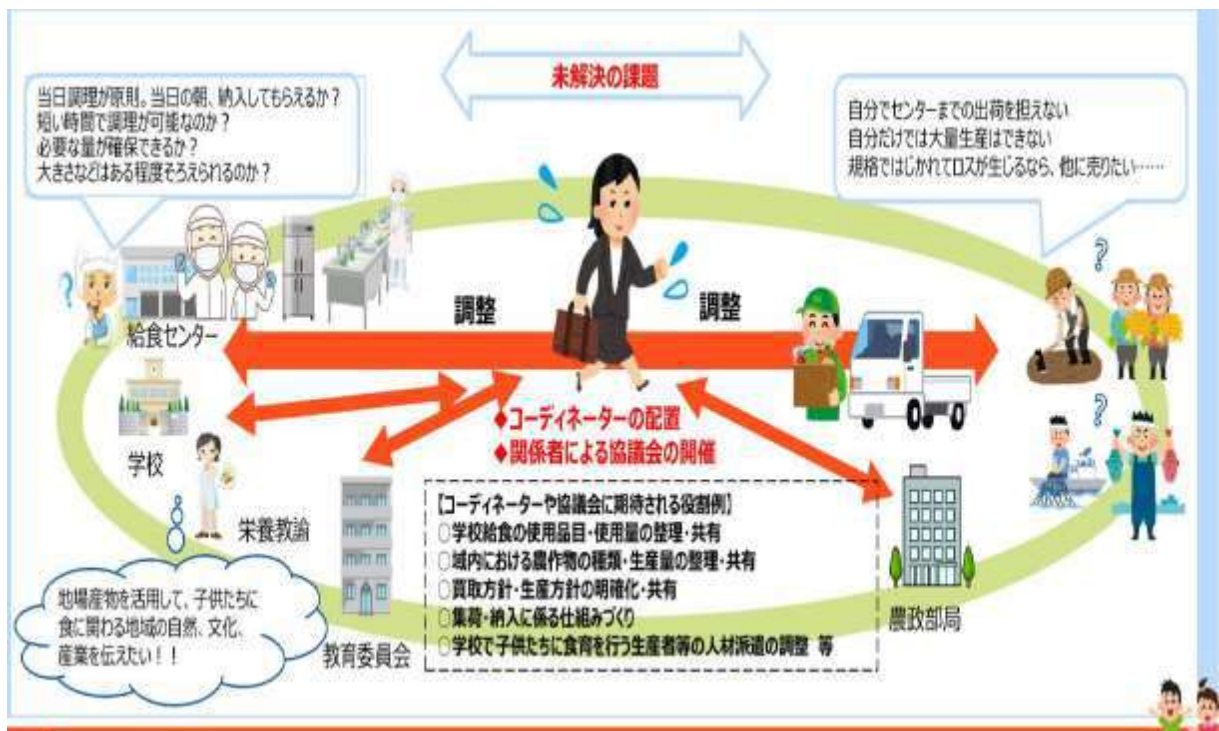 未解決の課題
当日調理が原則。当日の朝、納入してもらえるか？
短い時間で調理が可能なのか？
必要な量が確保できるか？
大きさなどはある程度そろえられるのか？
自分でセンターまでの出荷を担えない
自分だけでは大量生産はできない
規格ではじかれてロスが生じるなら、他に売りたい……
給食センター
調整
調整
学校
◆コーディネーターの配置
◆関係者による協議会の開催
栄養教諭
【コーディネーターや協議会に期待される役割例】
○学校給食の使用品目・使用量の整理・共有
○域内における農作物の種類・生産量の整理・共有
○買取方針・生産方針の明確化・共有
○集荷・納入に係る仕組みづくり
○学校で子供たちに食育を行う生産者等の人材派遣の調整 等
地場産物を活用して、子供たちに
食に関わる地域の自然、文化、
産業を伝えたい！！
教育委員会
農政部局